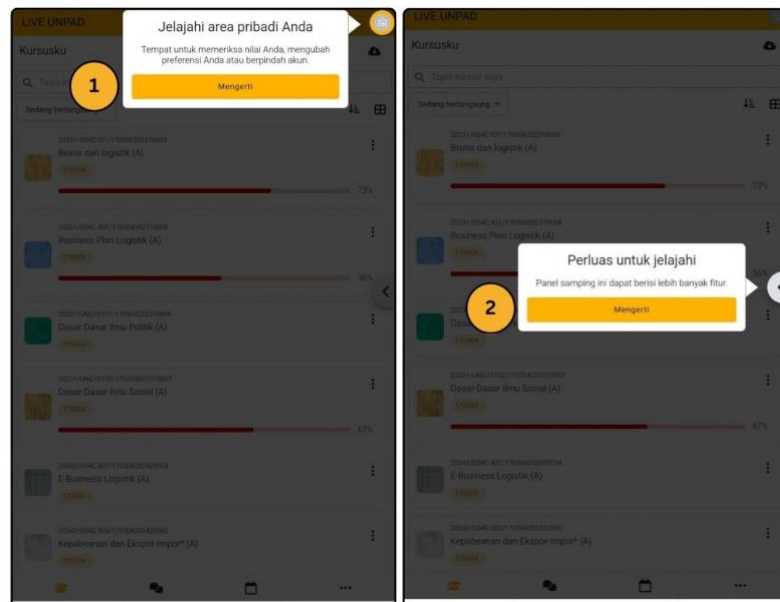 LIVE UNPAD
Jelajahi area pribadi Anda
Tempat untuk memeriksa nilai Anda, mengubah
preferensi Anda atau berpindah akun.
Mengerti
1
Kursusku
Sedang berlangsung
Bisnis dan logistik (A)
73%
Business Plan Logistik (A)
56%
Dasar-Dasar Ilmu Politik (A)
Dasar-Dasar Ilmu Sosial (A)
67%
E-Business Logistik (A)
Kepabeanan dan Ekspor-Impor* (A)
LIVE UNPAD
Kursusku
Sedang berlangsung
Bisnis dan logistik (A)
73%
Business Plan Logistik (A)
Perluas untuk jelajahi
Panel samping ini dapat berisi lebih banyak fitur.
Mengerti
2
Dasar-Dasar Ilmu Sosial (A)
67%
E-Business Logistik (A)
Kepabeanan dan Ekspor-Impor* (A)